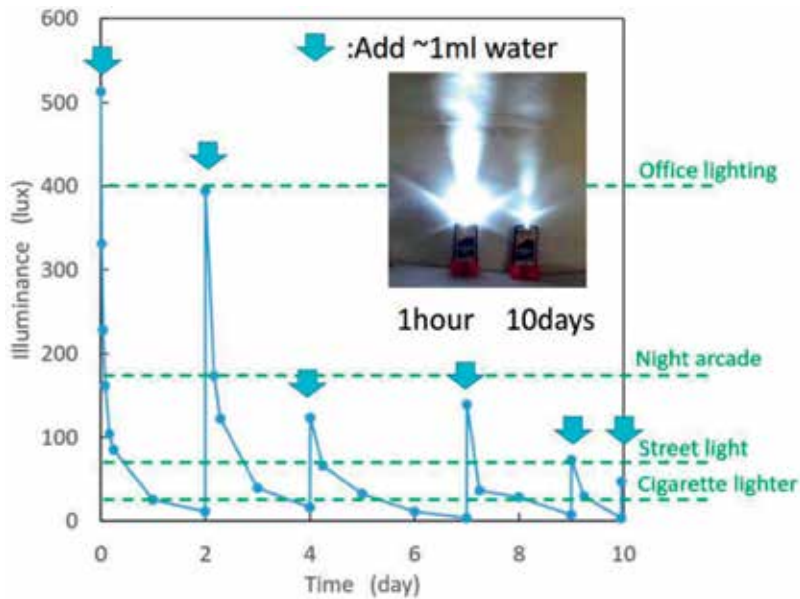 600
:Add ~1ml water
500
Office lighting
400
Illuminance (lux)
300
1hour 10days
Night arcade
200
100
Street light
Cigarette lighter
0
0 2 4 6 8 10
Time (day)